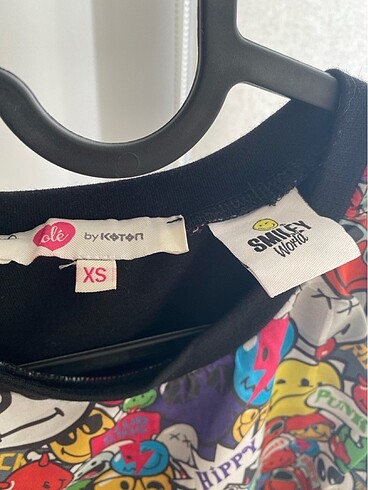 olé
by KOTON
XS
SMILEY
World
HiPPY
PUNK